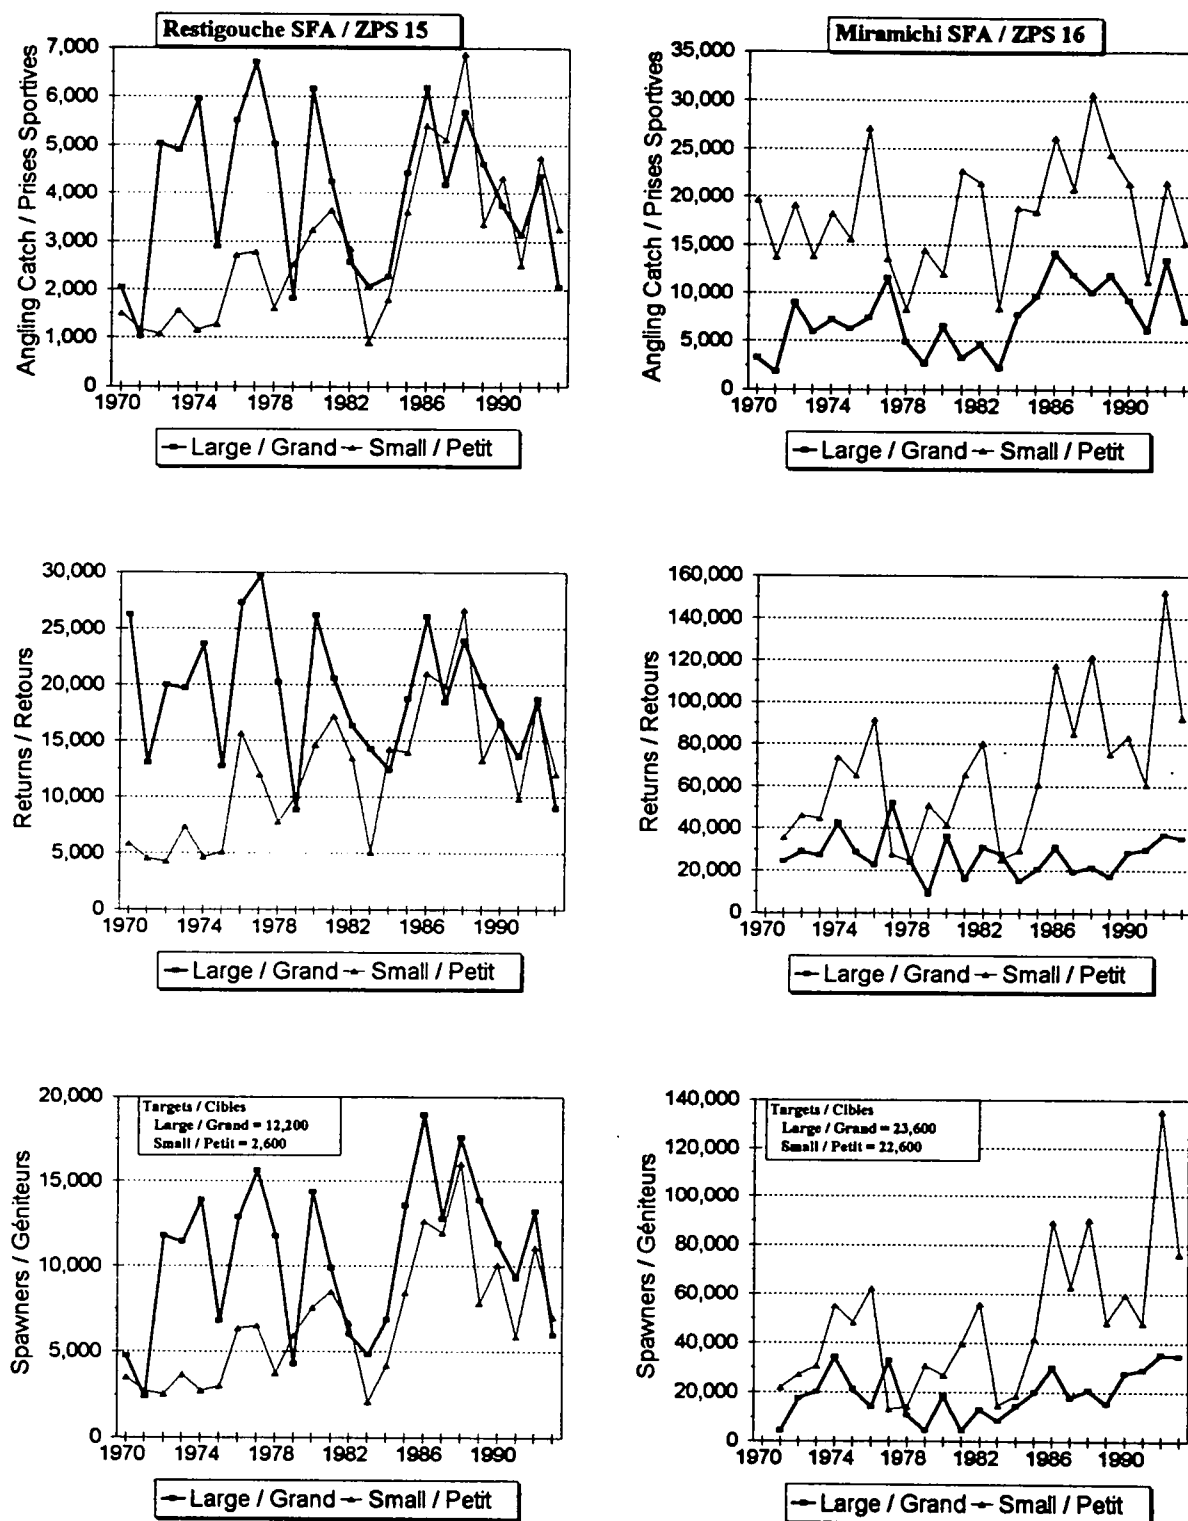 Restigouche SFA / ZPS 15
Angling Catch / Prises Sportives
7,000
6,000
5,000
4,000
3,000
2,000
1,000
0
1970 1974 1978 1982 1986 1990
Large / Grand Small / Petit
Miramichi SFA / ZPS 16
Angling Catch / Prises Sportives
35,000
30,000
25,000
20,000
15,000
10,000
5,000
0
1970 1974 1978 1982 1986 1990
Large / Grand Small / Petit
Returns / Retours
30,000
25,000
20,000
15,000
10,000
5,000
0
1970 1974 1978 1982 1986 1990
Large / Grand Small / Petit
Returns / Retours
160,000
140,000
120,000
100,000
80,000
60,000
40,000
20,000
0
1970 1974 1978 1982 1986 1990
Large / Grand Small / Petit
Spawners / Géniteurs
20,000
15,000
10,000
5,000
0
Targets / Cibles
Large / Grand = 12,200
Small / Petit = 2,600
1970 1974 1978 1982 1986 1990
Large / Grand Small / Petit
Spawners / Géniteurs
140,000
120,000
100,000
80,000
60,000
40,000
20,000
0
Targets / Cibles
Large / Grand = 23,600
Small / Petit = 22,600
1970 1974 1978 1982 1986 1990
Large / Grand Small / Petit